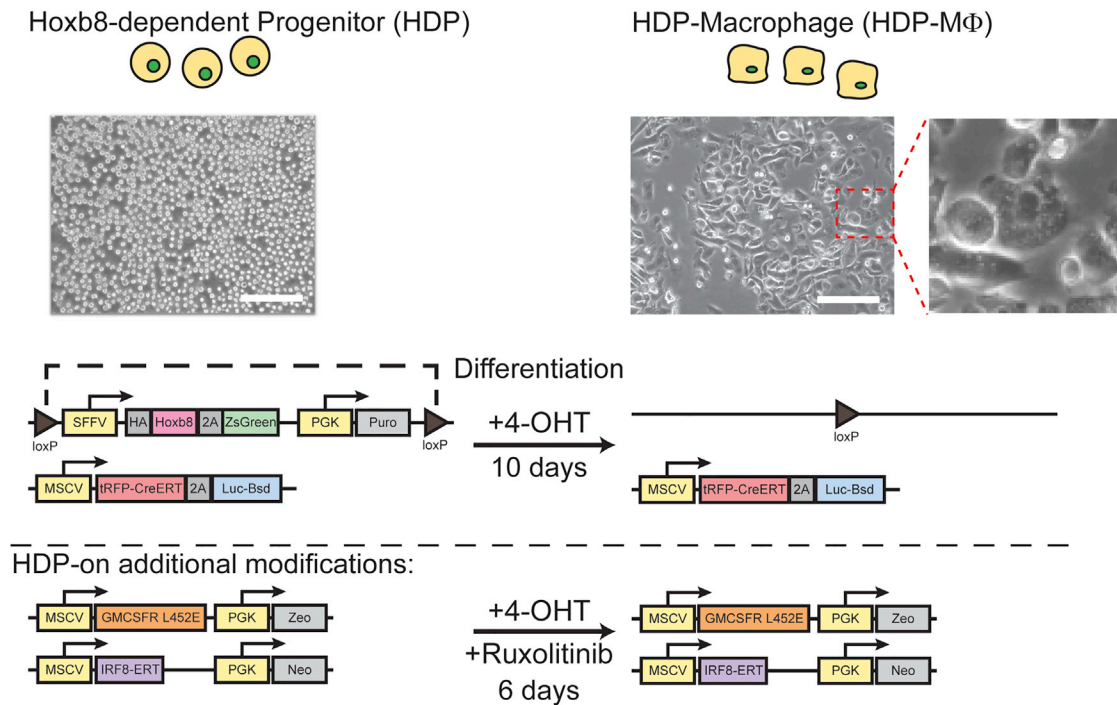 Hoxb8-dependent Progenitor (HDP)
HDP-Macrophage (HDP-MΦ)
Differentiation
SFFV HA Hoxb8 2A ZsGreen PGK Puro
loxP loxP
+4-OHT
10 days
loxP
MSCV tRFP-CreERT 2A Luc-Bsd
MSCV tRFP-CreERT 2A Luc-Bsd
HDP-on additional modifications:
MSCV GMCSFR L452E PGK Zeo
MSCV IRF8-ERT PGK Neo
+4-OHT
+Ruxolitinib
6 days
MSCV GMCSFR L452E PGK Zeo
MSCV IRF8-ERT PGK Neo